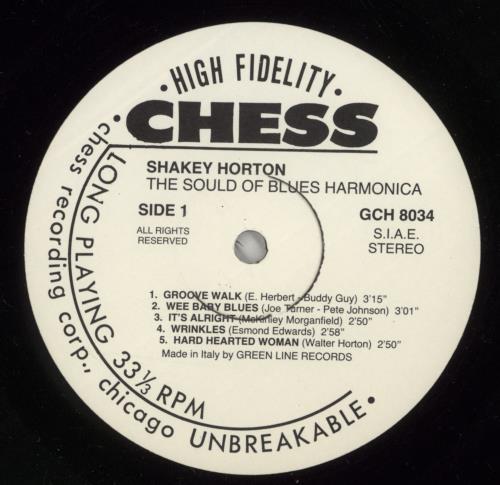 · HIGH FIDELITY ·
CHESS
SHAKEY HORTON
THE SOULD OF BLUES HARMONICA
SIDE 1
GCH 8034
ALL RIGHTS
RESERVED
S.I.A.E.
STEREO
1. GROOVE WALK (E. Herbert - Buddy Guy) 3'15"
2. WEE BABY BLUES (Joe Turner - Pete Johnson) 3'01"
3. IT'S ALRIGHT (McKinley Morganfield) 2'50"
4. WRINKLES (Esmond Edwards) 2'58"
5. HARD HEARTED WOMAN (Walter Horton) 2'50"
Made in Italy by GREEN LINE RECORDS
LONG PLAYING 33⅓ RPM
· chess recording corp., chicago UNBREAKABLE ·